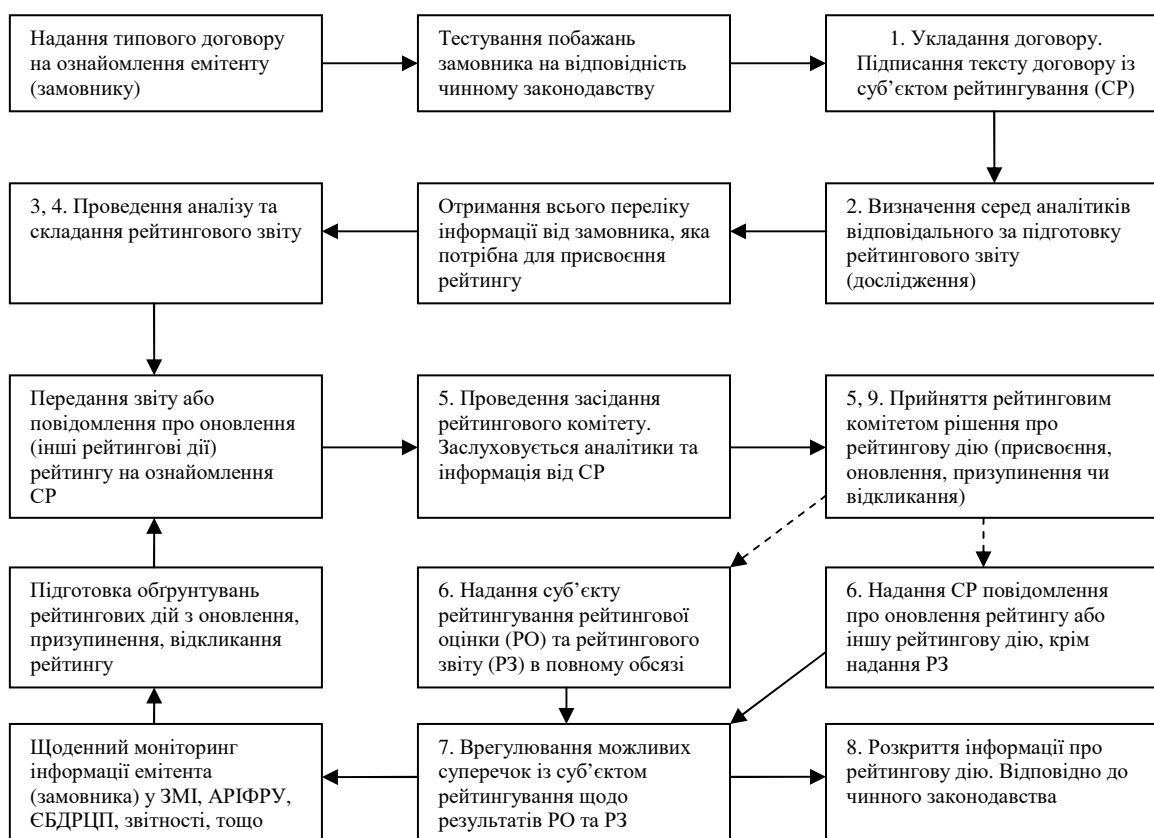 Надання типового договору
на ознайомлення емітенту
(замовнику)
Тестування побажань
замовника на відповідність
чинному законодавству
1. Укладання договору.
Підписання тексту договору із
суб’єктом рейтингування (СР)
3, 4. Проведення аналізу та
складання рейтингового звіту
Отримання всього переліку
інформації від замовника, яка
потрібна для присвоєння
рейтингу
2. Визначення серед аналітиків
відповідального за підготовку
рейтингового звіту
(дослідження)
Передання звіту або
повідомлення про оновлення
(інші рейтингові дії)
рейтингу на ознайомлення
СР
5. Проведення засідання
рейтингового комітету.
Заслуховується аналітики та
інформація від СР
5, 9. Прийняття рейтинговим
комітетом рішення про
рейтингову дію (присвоєння,
оновлення, призупинення чи
відкликання)
Підготовка обґрунтувань
рейтингових дій з оновлення,
призупинення, відкликання
рейтингу
6. Надання суб’єкту
рейтингування рейтингової
оцінки (РО) та рейтингового
звіту (РЗ) в повному обсязі
6. Надання СР повідомлення
про оновлення рейтингу або
іншу рейтингову дію, крім
надання РЗ
Щоденний моніторинг
інформації емітента
(замовника) у ЗМІ, АРІФРУ,
ЄБДРЦП, звітності, тощо
7. Врегулювання можливих
суперечок із суб’єктом
рейтингування щодо
результатів РО та РЗ
8. Розкриття інформації про
рейтингову дію. Відповідно до
чинного законодавства